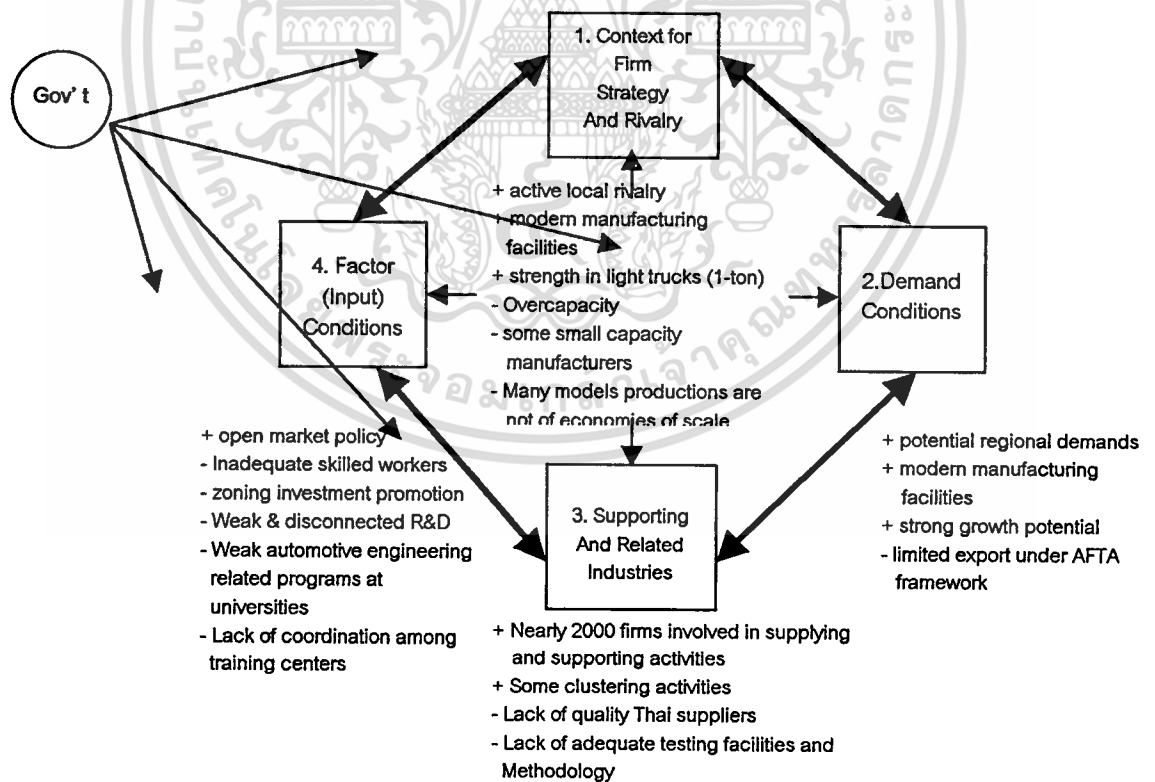 Gov' t
1. Context for
Firm
Strategy
And Rivalry
+ active local rivalry
+ modern manufacturing
facilities
+ strength in light trucks (1-ton)
- Overcapacity
- some small capacity
manufacturers
- Many models productions are
not of economies of scale
4. Factor
(Input)
Conditions
2.Demand
Conditions
+ open market policy
- Inadequate skilled workers
- zoning investment promotion
- Weak & disconnected R&D
- Weak automotive engineering
related programs at
universities
- Lack of coordination among
training centers
3. Supporting
And Related
Industries
+ potential regional demands
+ modern manufacturing
facilities
+ strong growth potential
- limited export under AFTA
framework
+ Nearly 2000 firms involved in supplying
and supporting activities
+ Some clustering activities
- Lack of quality Thai suppliers
- Lack of adequate testing facilities and
Methodology